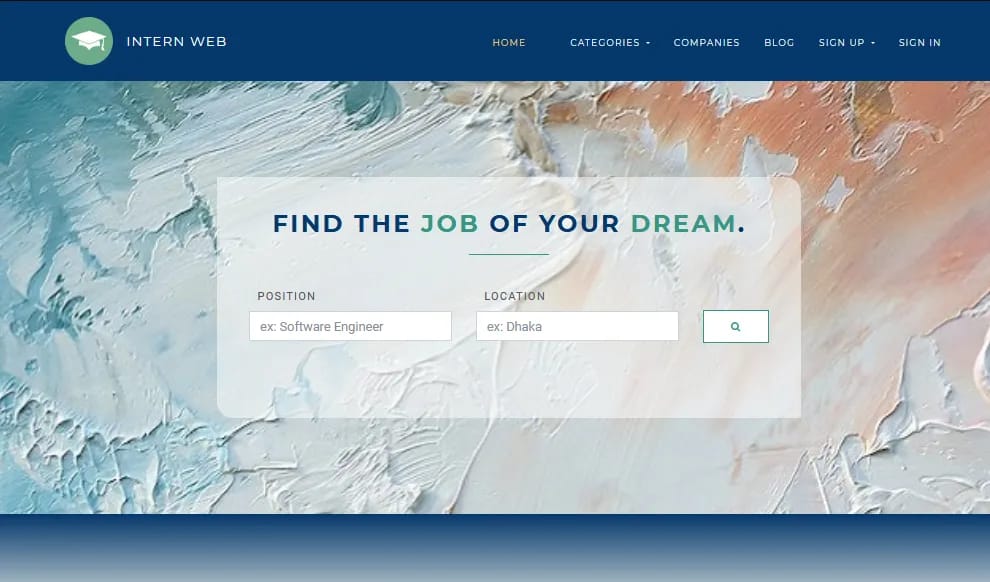 INTERN WEB
HOME CATEGORIES COMPANIES BLOG SIGN UP SIGN IN
FIND THE JOB OF YOUR DREAM.
POSITION LOCATION
ex: Software Engineer ex: Dhaka